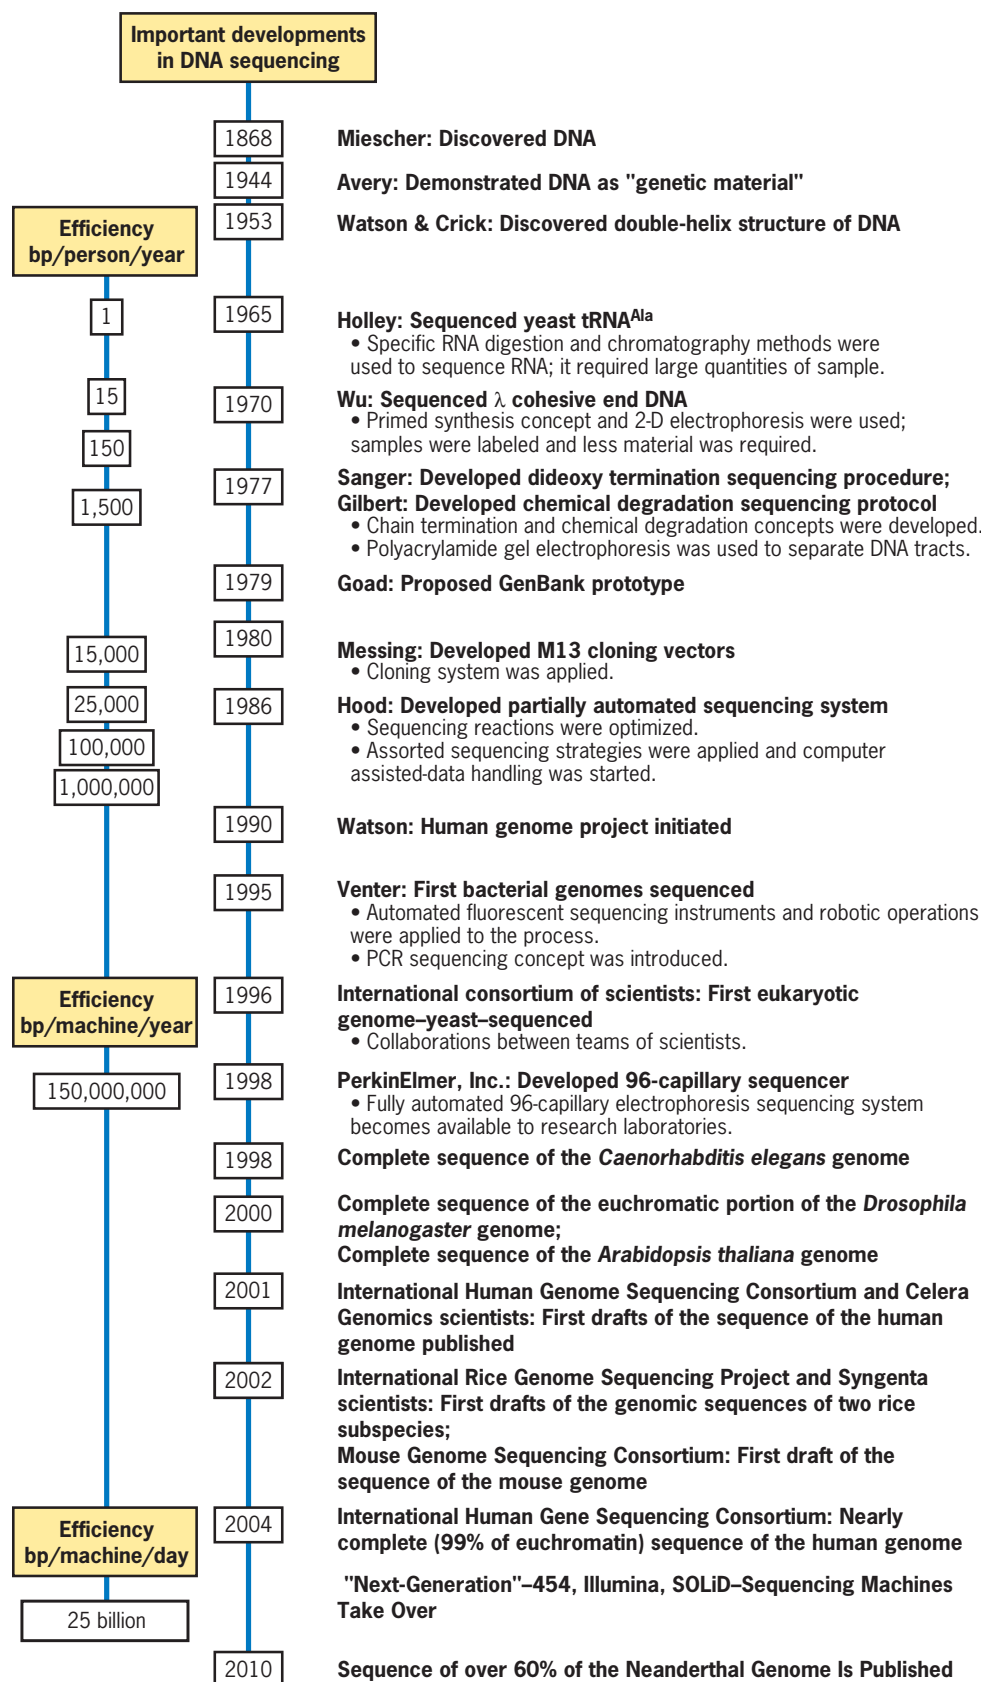 Important developments
in DNA sequencing
1868
Miescher: Discovered DNA
1944
Avery: Demonstrated DNA as "genetic material"
Efficiency
bp/person/year
1953
Watson & Crick: Discovered double-helix structure of DNA
1
1965
Holley: Sequenced yeast tRNAAla
• Specific RNA digestion and chromatography methods were
used to sequence RNA; it required large quantities of sample.
15
1970
Wu: Sequenced λ cohesive end DNA
• Primed synthesis concept and 2-D electrophoresis were used;
samples were labeled and less material was required.
150
1977
Sanger: Developed dideoxy termination sequencing procedure;
Gilbert: Developed chemical degradation sequencing protocol
1,500
• Chain termination and chemical degradation concepts were developed.
• Polyacrylamide gel electrophoresis was used to separate DNA tracts.
1979
Goad: Proposed GenBank prototype
1980
15,000
Messing: Developed M13 cloning vectors
• Cloning system was applied.
25,000
1986
Hood: Developed partially automated sequencing system
• Sequencing reactions were optimized.
100,000
• Assorted sequencing strategies were applied and computer
assisted-data handling was started.
1,000,000
1990
Watson: Human genome project initiated
1995
Venter: First bacterial genomes sequenced
• Automated fluorescent sequencing instruments and robotic operations
were applied to the process.
• PCR sequencing concept was introduced.
Efficiency
bp/machine/year
1996
International consortium of scientists: First eukaryotic
genome–yeast–sequenced
• Collaborations between teams of scientists.
150,000,000
1998
PerkinElmer, Inc.: Developed 96-capillary sequencer
• Fully automated 96-capillary electrophoresis sequencing system
becomes available to research laboratories.
1998
Complete sequence of the Caenorhabditis elegans genome
2000
Complete sequence of the euchromatic portion of the Drosophila
melanogaster genome;
Complete sequence of the Arabidopsis thaliana genome
2001
International Human Genome Sequencing Consortium and Celera
Genomics scientists: First drafts of the sequence of the human
genome published
2002
International Rice Genome Sequencing Project and Syngenta
scientists: First drafts of the genomic sequences of two rice
subspecies;
Mouse Genome Sequencing Consortium: First draft of the
sequence of the mouse genome
Efficiency
bp/machine/day
2004
International Human Gene Sequencing Consortium: Nearly
complete (99% of euchromatin) sequence of the human genome
25 billion
"Next-Generation"–454, Illumina, SOLiD–Sequencing Machines
Take Over
2010
Sequence of over 60% of the Neanderthal Genome Is Published